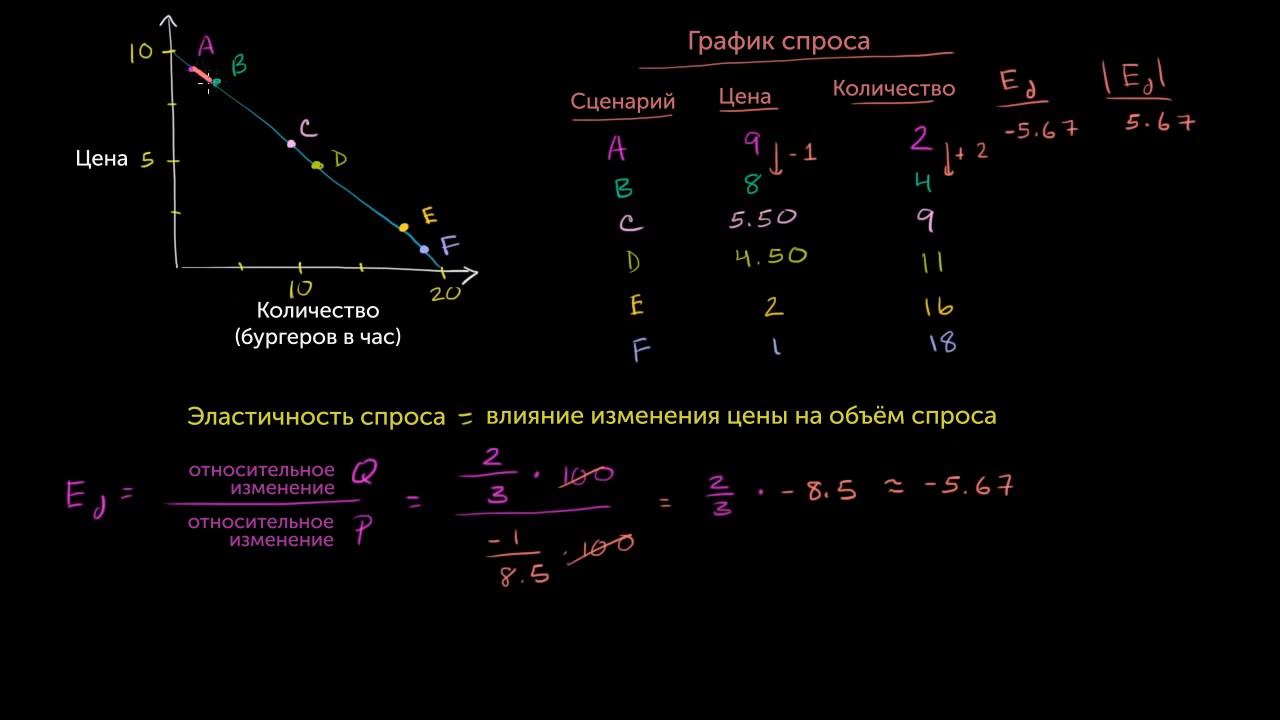 10 A
B
C
Цена 5 D
E
F
10 20
Количество
(бургеров в час)
График спроса
Сценарий Цена Количество E_d |E_d|
A 9 2 -5.67 5.67
↓ -1 ↓ + 2
B 8 4
C 5.50 9
D 4.50 11
E 2 16
F 1 18
Эластичность спроса = влияние изменения цены на объём спроса
E_d = относительное изменение Q / относительное изменение P = (2/3 · 100) / (-1/8.5 · 100) = 2/3 · -8.5 ≈ -5.67